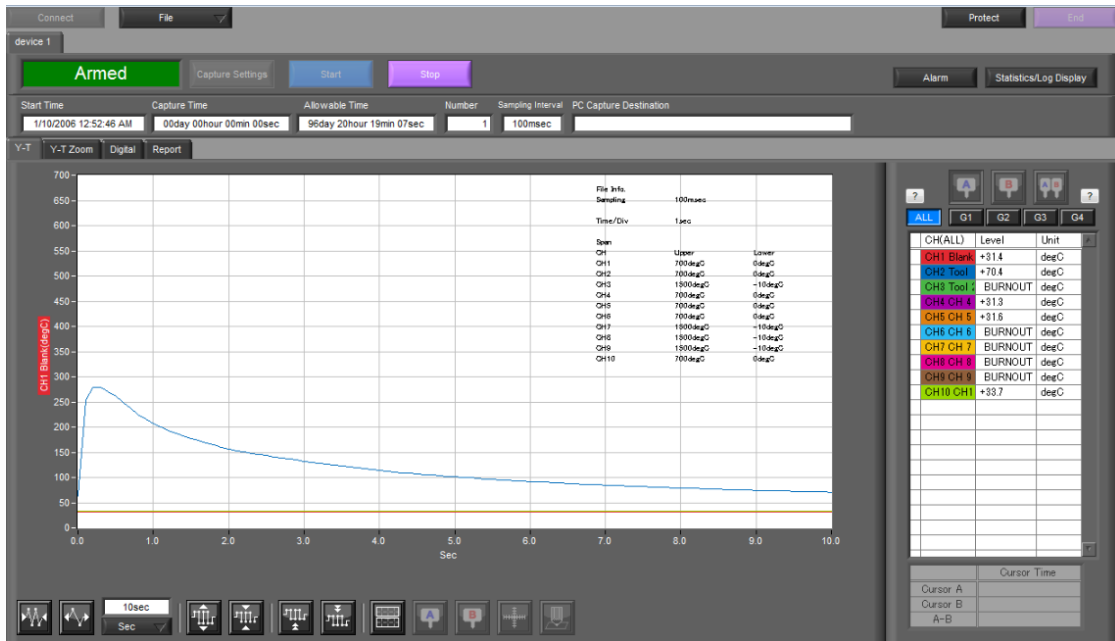 Connect File Protect End
device 1
Armed Capture Settings Start Stop Alarm Statistics/Log Display
Start Time Capture Time Allowable Time Number Sampling Interval PC Capture Destination
1/10/2006 12:52:46 AM 00day 00hour 00min 00sec 96day 20hour 19min 07sec 1 100msec
Y-T Y-T Zoom Digital Report
700
650
600
550
500
450
400
350
300
250
200
150
100
50
0
CH1 Blank(degC)
0.0 1.0 2.0 3.0 4.0 5.0 6.0 7.0 8.0 9.0 10.0
Sec
File Info.
Sampling 100msec
Time/Div 1sec
Span
CH Upper Lower
CH1 700degC 0degC
CH2 700degC 0degC
CH3 1300degC -10degC
CH4 700degC 0degC
CH5 700degC 0degC
CH6 700degC 0degC
CH7 1300degC -10degC
CH8 1300degC -10degC
CH9 1300degC -10degC
CH10 700degC 0degC
? A B A B ?
ALL G1 G2 G3 G4
CH(ALL) Level Unit
CH1 Blank +31.4 degC
CH2 Tool +70.4 degC
CH3 Tool 2 BURNOUT degC
CH4 CH 4 +31.3 degC
CH5 CH 5 +31.6 degC
CH6 CH 6 BURNOUT degC
CH7 CH 7 BURNOUT degC
CH8 CH 8 BURNOUT degC
CH9 CH 9 BURNOUT degC
CH10 CH1 +33.7 degC
Cursor Time
Cursor A
Cursor B
A-B
10sec
Sec
A B